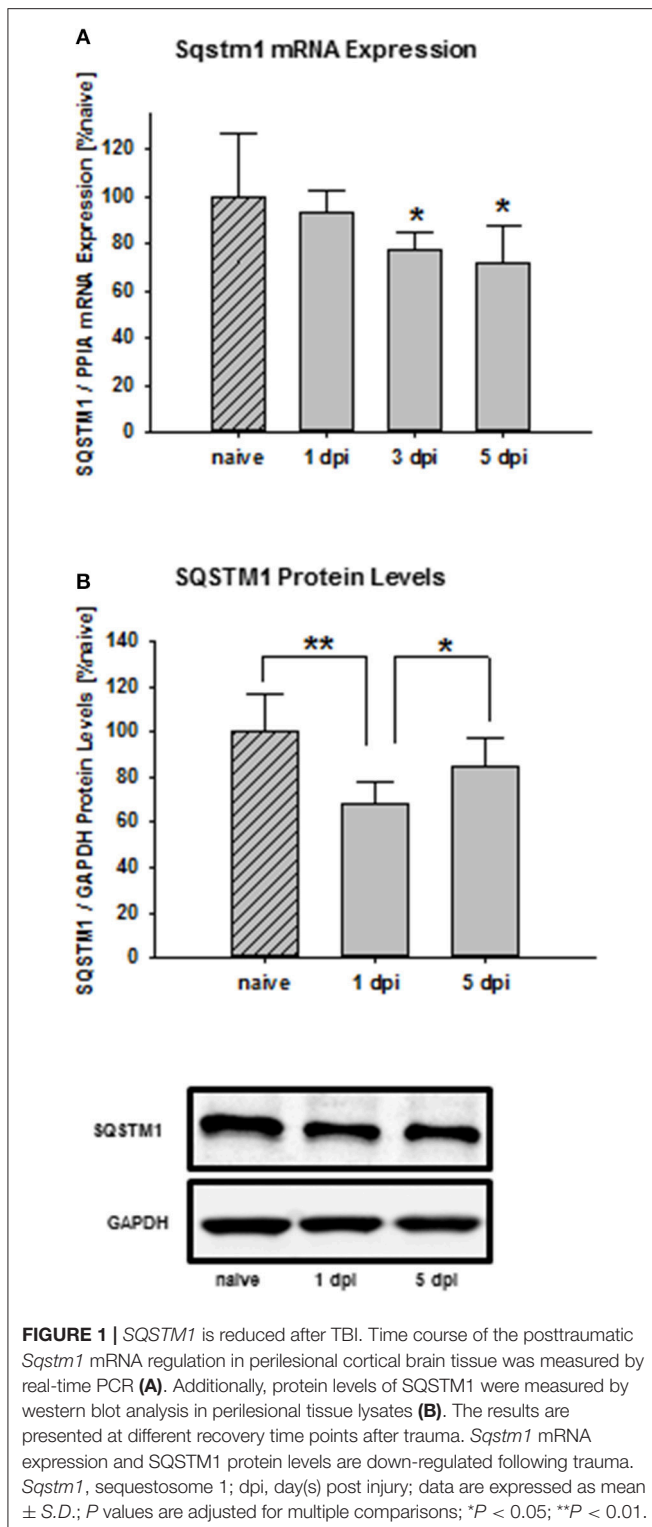 A
Sqstm1 mRNA Expression
SQSTM1 / PPIA mRNA Expression [%naive]
120
100
80
60
40
20
0
*
*
naive 1 dpi 3 dpi 5 dpi
B
SQSTM1 Protein Levels
SQSTM1 / GAPDH Protein Levels [%naive]
140
120
100
80
60
40
20
0
**
*
naive 1 dpi 5 dpi
SQSTM1
GAPDH
naive 1 dpi 5 dpi
FIGURE 1 | SQSTM1 is reduced after TBI. Time course of the posttraumatic
Sqstm1 mRNA regulation in perilesional cortical brain tissue was measured by
real-time PCR (A). Additionally, protein levels of SQSTM1 were measured by
western blot analysis in perilesional tissue lysates (B). The results are
presented at different recovery time points after trauma. Sqstm1 mRNA
expression and SQSTM1 protein levels are down-regulated following trauma.
Sqstm1, sequestosome 1; dpi, day(s) post injury; data are expressed as mean
± S.D.; P values are adjusted for multiple comparisons; *P < 0.05; **P < 0.01.